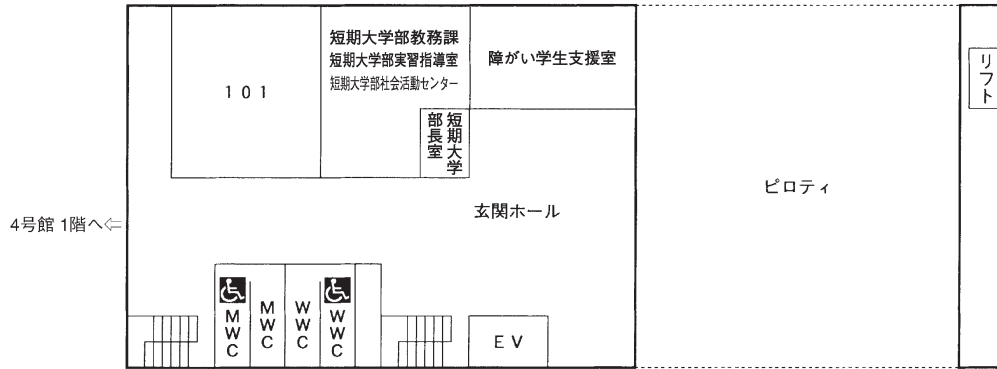 101
短期大学部教務課
短期大学部実習指導室
短期大学部社会活動センター
障がい学生支援室
リフト
短期大学
部長室
ピロティ
玄関ホール
4号館 1階へ⇦
MWC
MWC
WWC
WWC
EV